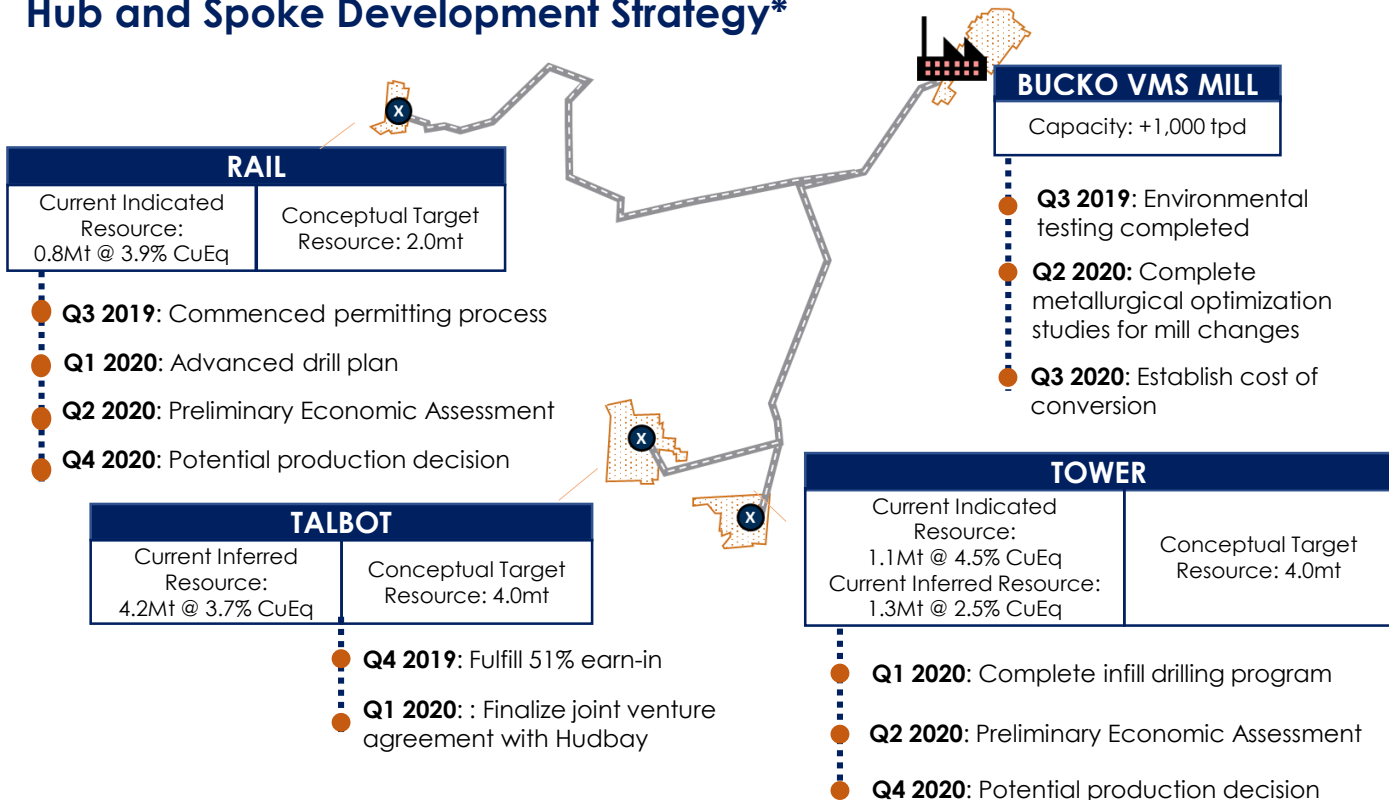 Hub and Spoke Development Strategy*
X
RAIL
Current Indicated
Resource:
0.8Mt @ 3.9% CuEq
Conceptual Target
Resource: 2.0mt
Q3 2019: Commenced permitting process
Q1 2020: Advanced drill plan
Q2 2020: Preliminary Economic Assessment
Q4 2020: Potential production decision
BUCKO VMS MILL
Capacity: +1,000 tpd
Q3 2019: Environmental
testing completed
Q2 2020: Complete
metallurgical optimization
studies for mill changes
Q3 2020: Establish cost of
conversion
X
TALBOT
Current Inferred
Resource:
4.2Mt @ 3.7% CuEq
Conceptual Target
Resource: 4.0mt
Q4 2019: Fulfill 51% earn-in
Q1 2020: : Finalize joint venture
agreement with Hudbay
X
TOWER
Current Indicated
Resource:
1.1Mt @ 4.5% CuEq
Current Inferred Resource:
1.3Mt @ 2.5% CuEq
Conceptual Target
Resource: 4.0mt
Q1 2020: Complete infill drilling program
Q2 2020: Preliminary Economic Assessment
Q4 2020: Potential production decision